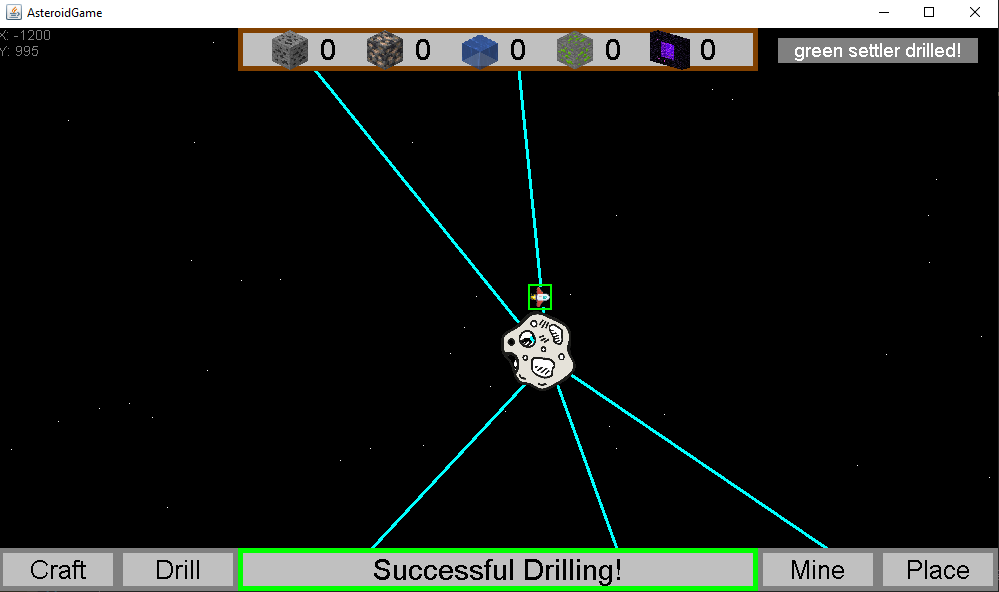 AsteroidGame
X: -1200
Y: 995
0 0 0 0 0
green settler drilled!
Craft
Drill
Successful Drilling!
Mine
Place